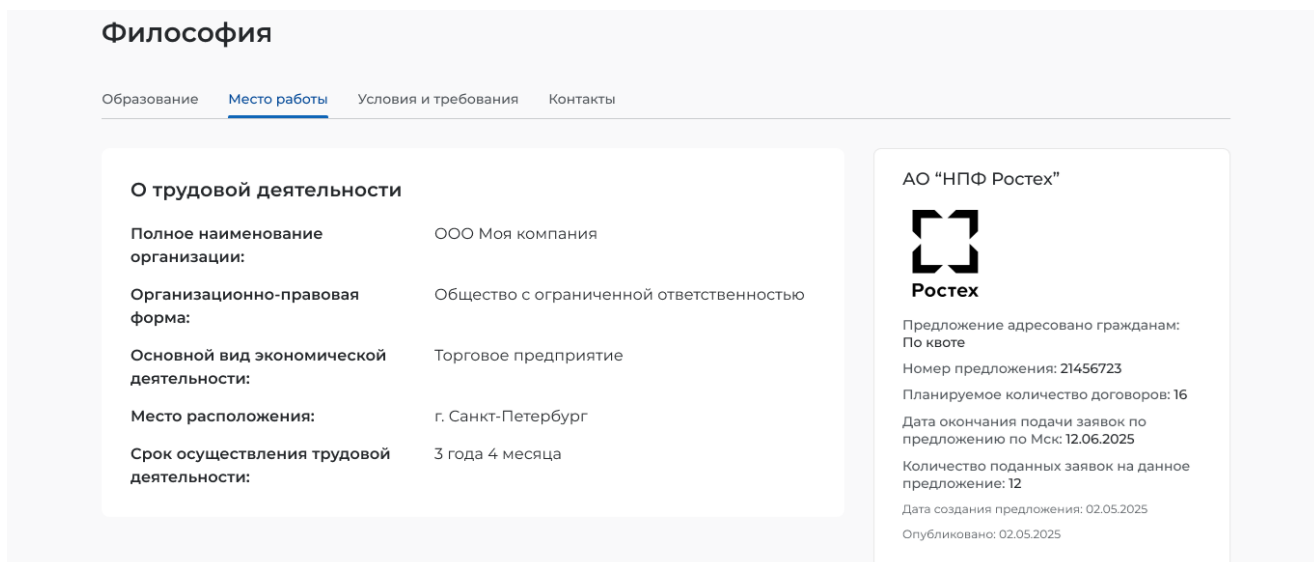 Философия
Образование Место работы Условия и требования Контакты
О трудовой деятельности
Полное наименование организации: ООО Моя компания
Организационно-правовая форма: Общество с ограниченной ответственностью
Основной вид экономической деятельности: Торговое предприятие
Место расположения: г. Санкт-Петербург
Срок осуществления трудовой деятельности: 3 года 4 месяца
АО “НПФ Ростех”
Ростех
Предложение адресовано гражданам:
По квоте
Номер предложения: 21456723
Планируемое количество договоров: 16
Дата окончания подачи заявок по
предложению по Мск: 12.06.2025
Количество поданных заявок на данное
предложение: 12
Дата создания предложения: 02.05.2025
Опубликовано: 02.05.2025